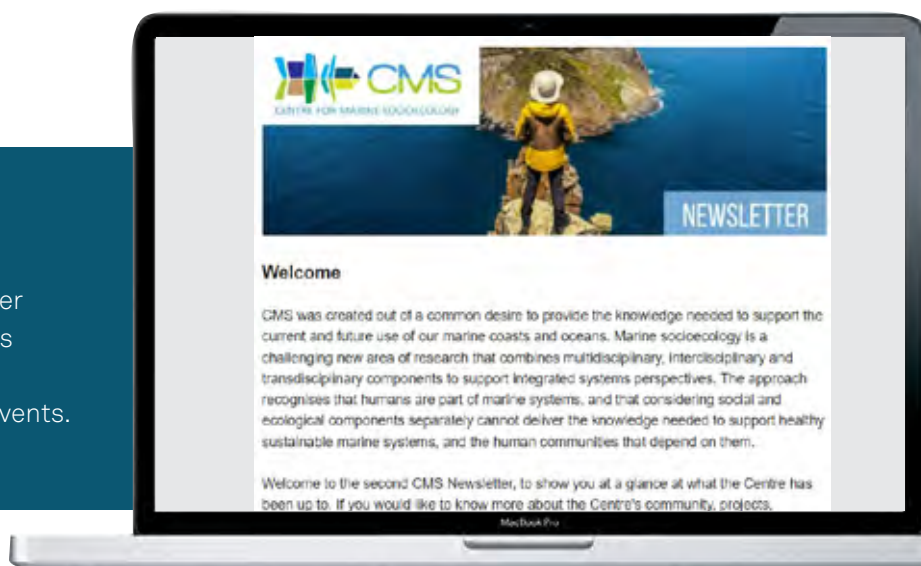 er
s
vents.
CMS
CENTRE FOR MARINE SOCIOECOLOGY
NEWSLETTER
Welcome
CMS was created out of a common desire to provide the knowledge needed to support the
current and future use of our marine coasts and oceans. Marine socioecology is a
challenging new area of research that combines multidisciplinary, interdisciplinary and
transdisciplinary components to support integrated systems perspectives. The approach
recognises that humans are part of marine systems, and that considering social and
ecological components separately cannot deliver the knowledge needed to support healthy
sustainable marine systems, and the human communities that depend on them.
Welcome to the second CMS Newsletter, to show you at a glance at what the Centre has
been up to. If you would like to know more about the Centre's community, projects,
MacBook Pro